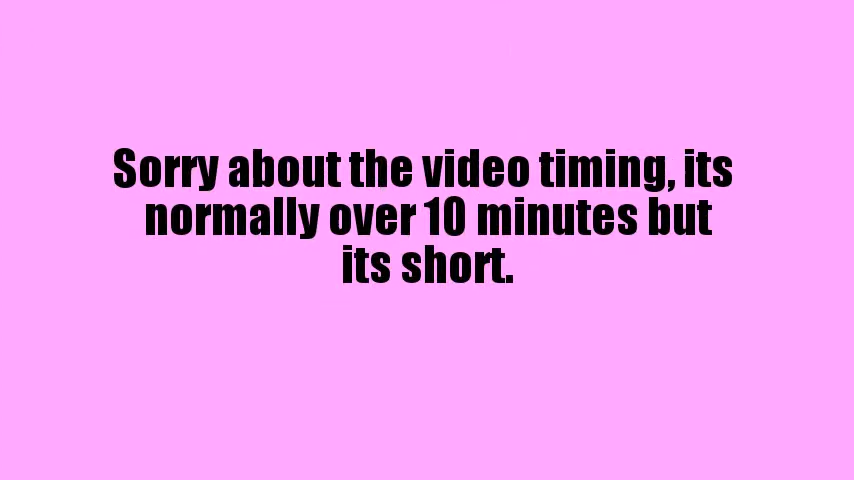 Sorry about the video timing, its
normally over 10 minutes but
its short.